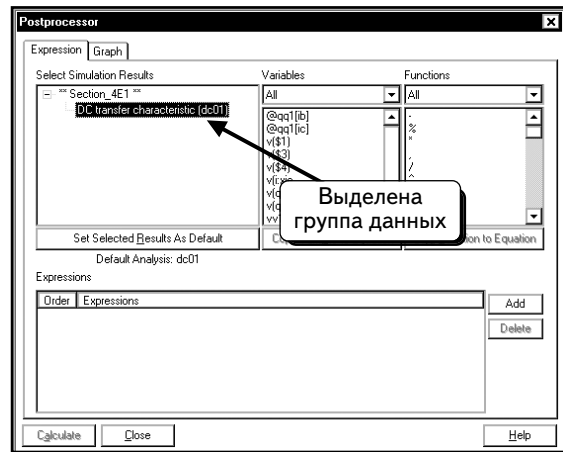 Postprocessor
Expression Graph
Select Simulation Results Variables Functions
** Section_4E1 ** All All
DC transfer characteristic (dc01)
@qq1[ib]
@qq1[ic]
v($1)
v($3)
v($4)
%
*
,
/
^
Выделена
группа данных
Set Selected Results As Default to Equation
Default Analysis: dc01
Expressions
Order Expressions Add
Delete
Calculate Close Help